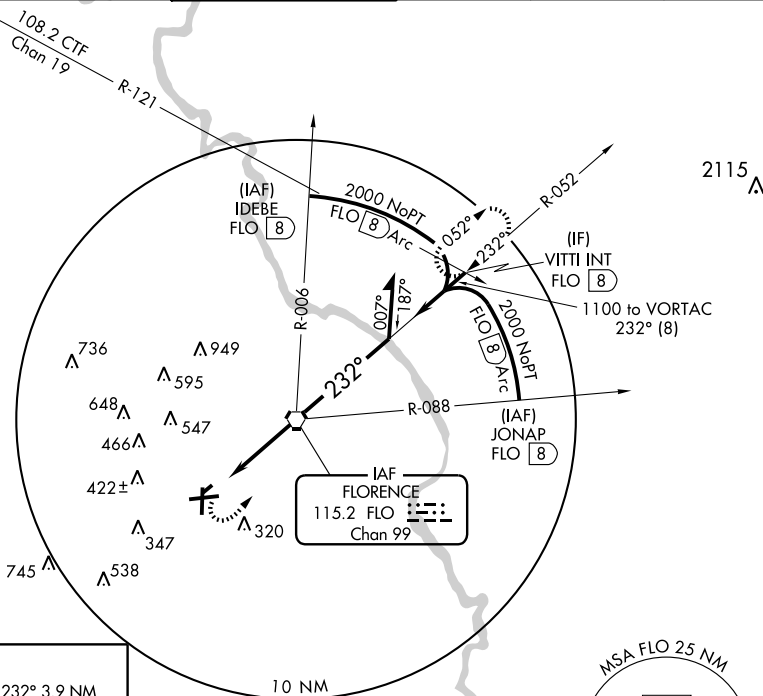 108.2 CTF
Chan 19
R-121
2115
(IAF)
IDEBE
FLO 8
2000 NoPT
FLO 8 Arc
052°
232°
R-052
(IF)
VITTI INT
FLO 8
1100 to VORTAC
232° (8)
2000 NoPT
FLO 8 Arc
R-006
007°
187°
232°
R-088
(IAF)
JONAP
FLO 8
736
949
595
648
547
466
422±
347
320
745
538
IAF
FLORENCE
115.2 FLO
Chan 99
10 NM
232° 3.9 NM
MSA FLO 25 NM